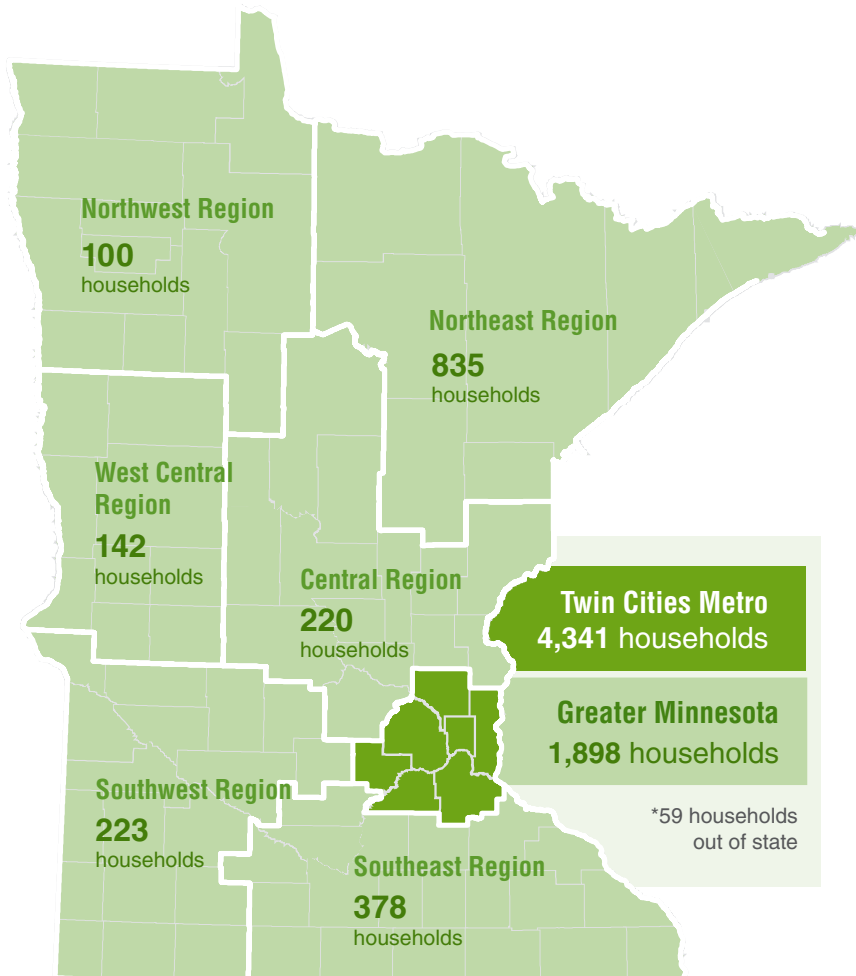 Northwest Region
100
households
Northeast Region
835
households
West Central
Region
142
households
Central Region
220
households
Twin Cities Metro
4,341 households
Greater Minnesota
1,898 households
*59 households
out of state
Southwest Region
223
households
Southeast Region
378
households